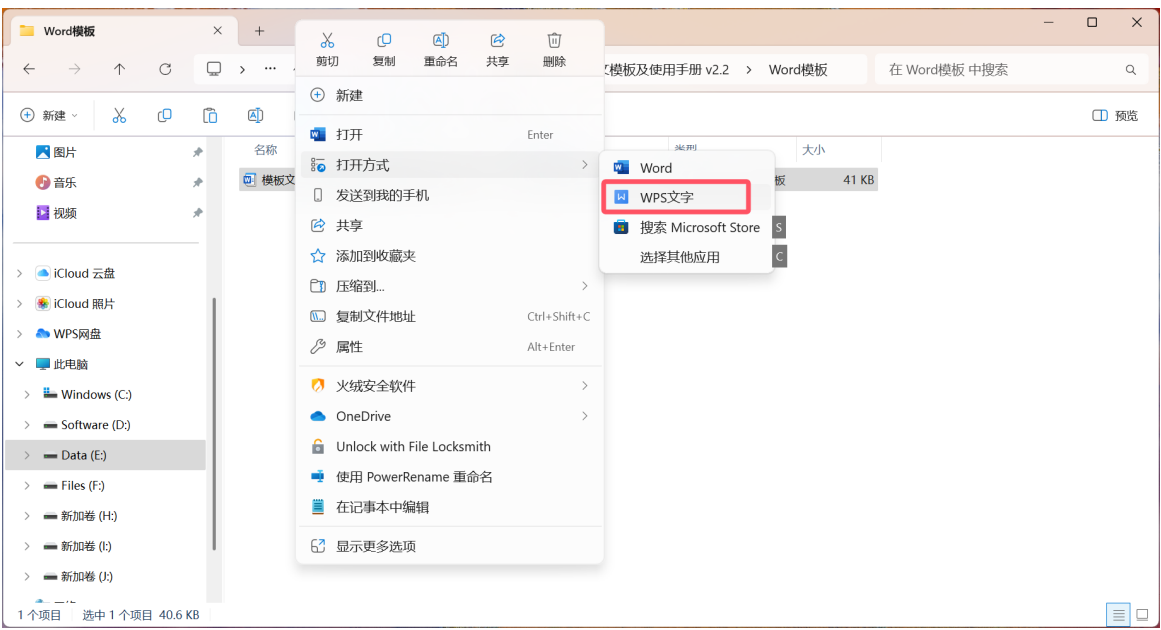 Word模板
剪切
复制
重命名
共享
删除
文模板及使用手册 v2.2
Word模板
在 Word模板 中搜索
新建
新建
预览
图片
音乐
视频
iCloud 云盘
iCloud 照片
WPS网盘
此电脑
Windows (C:)
Software (D:)
Data (E:)
Files (F:)
新加卷 (H:)
新加卷 (I:)
新加卷 (J:)
名称
类型
大小
模板文
板
41 KB
打开
Enter
打开方式
发送到我的手机
共享
添加到收藏夹
压缩到...
复制文件地址
Ctrl+Shift+C
属性
Alt+Enter
火绒安全软件
OneDrive
Unlock with File Locksmith
使用 PowerRename 重命名
在记事本中编辑
显示更多选项
Word
WPS文字
搜索 Microsoft Store
S
选择其他应用
C
1 个项目
选中 1 个项目 40.6 KB